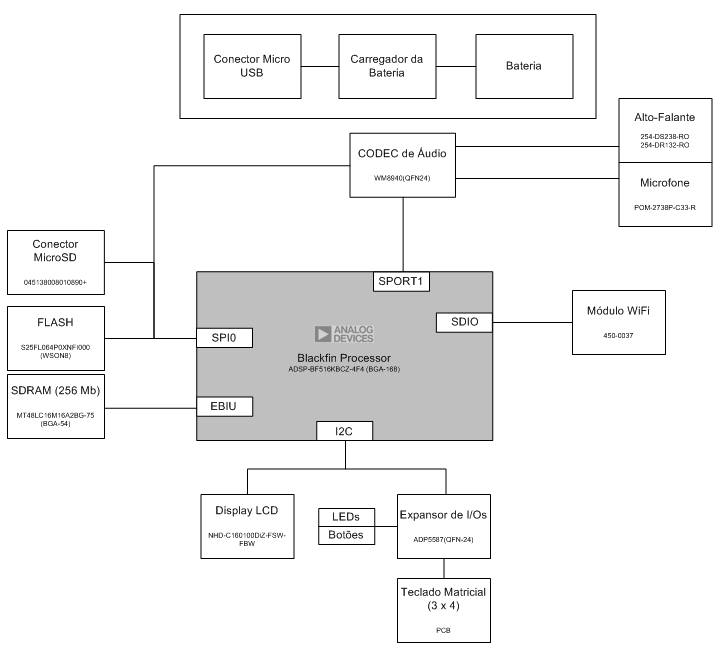 Conector Micro
USB
Carregador da
Bateria
Bateria
CODEC de Áudio
WM8940(QFN24)
Alto-Falante
254-DS238-RO
254-DR132-RO
Microfone
POM-2738P-C33-R
Conector
MicroSD
045138008010890+
FLASH
S25FL064P0XNFI000
(WSON8)
SDRAM (256 Mb)
MT48LC16M16A2BG-75
(BGA-54)
SPORT1
SDIO
SPI0
EBIU
I2C
ANALOG
DEVICES
Blackfin Processor
ADSP-BF516KBCZ-4F4 (BGA-168)
Módulo WiFi
450-0037
Display LCD
NHD-C160100DiZ-FSW-
FBW
LEDs
Botões
Expansor de I/Os
ADP5587(QFN-24)
Teclado Matricial
(3 x 4)
PCB